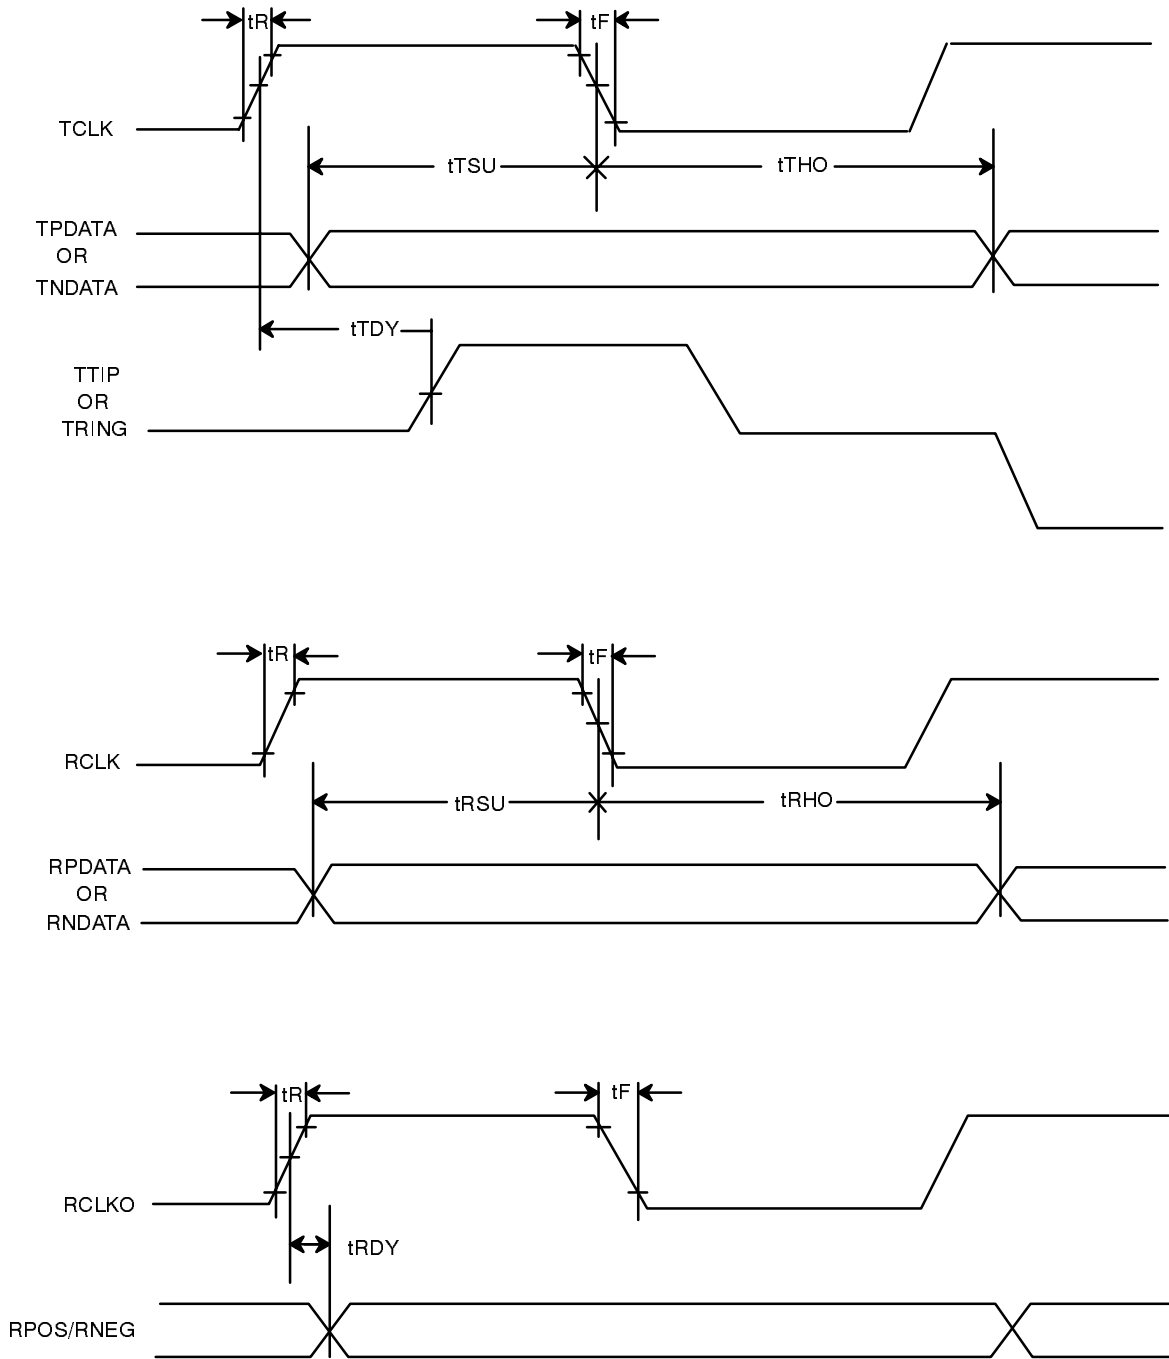 tR
tF
TCLK
tTSU
tTHO
TPDATA
OR
TNDATA
tTDY
TTIP
OR
TRING
tR
tF
RCLK
tRSU
tRHO
RPDATA
OR
RNDATA
tR
tF
RCLKO
tRDY
RPOS/RNEG